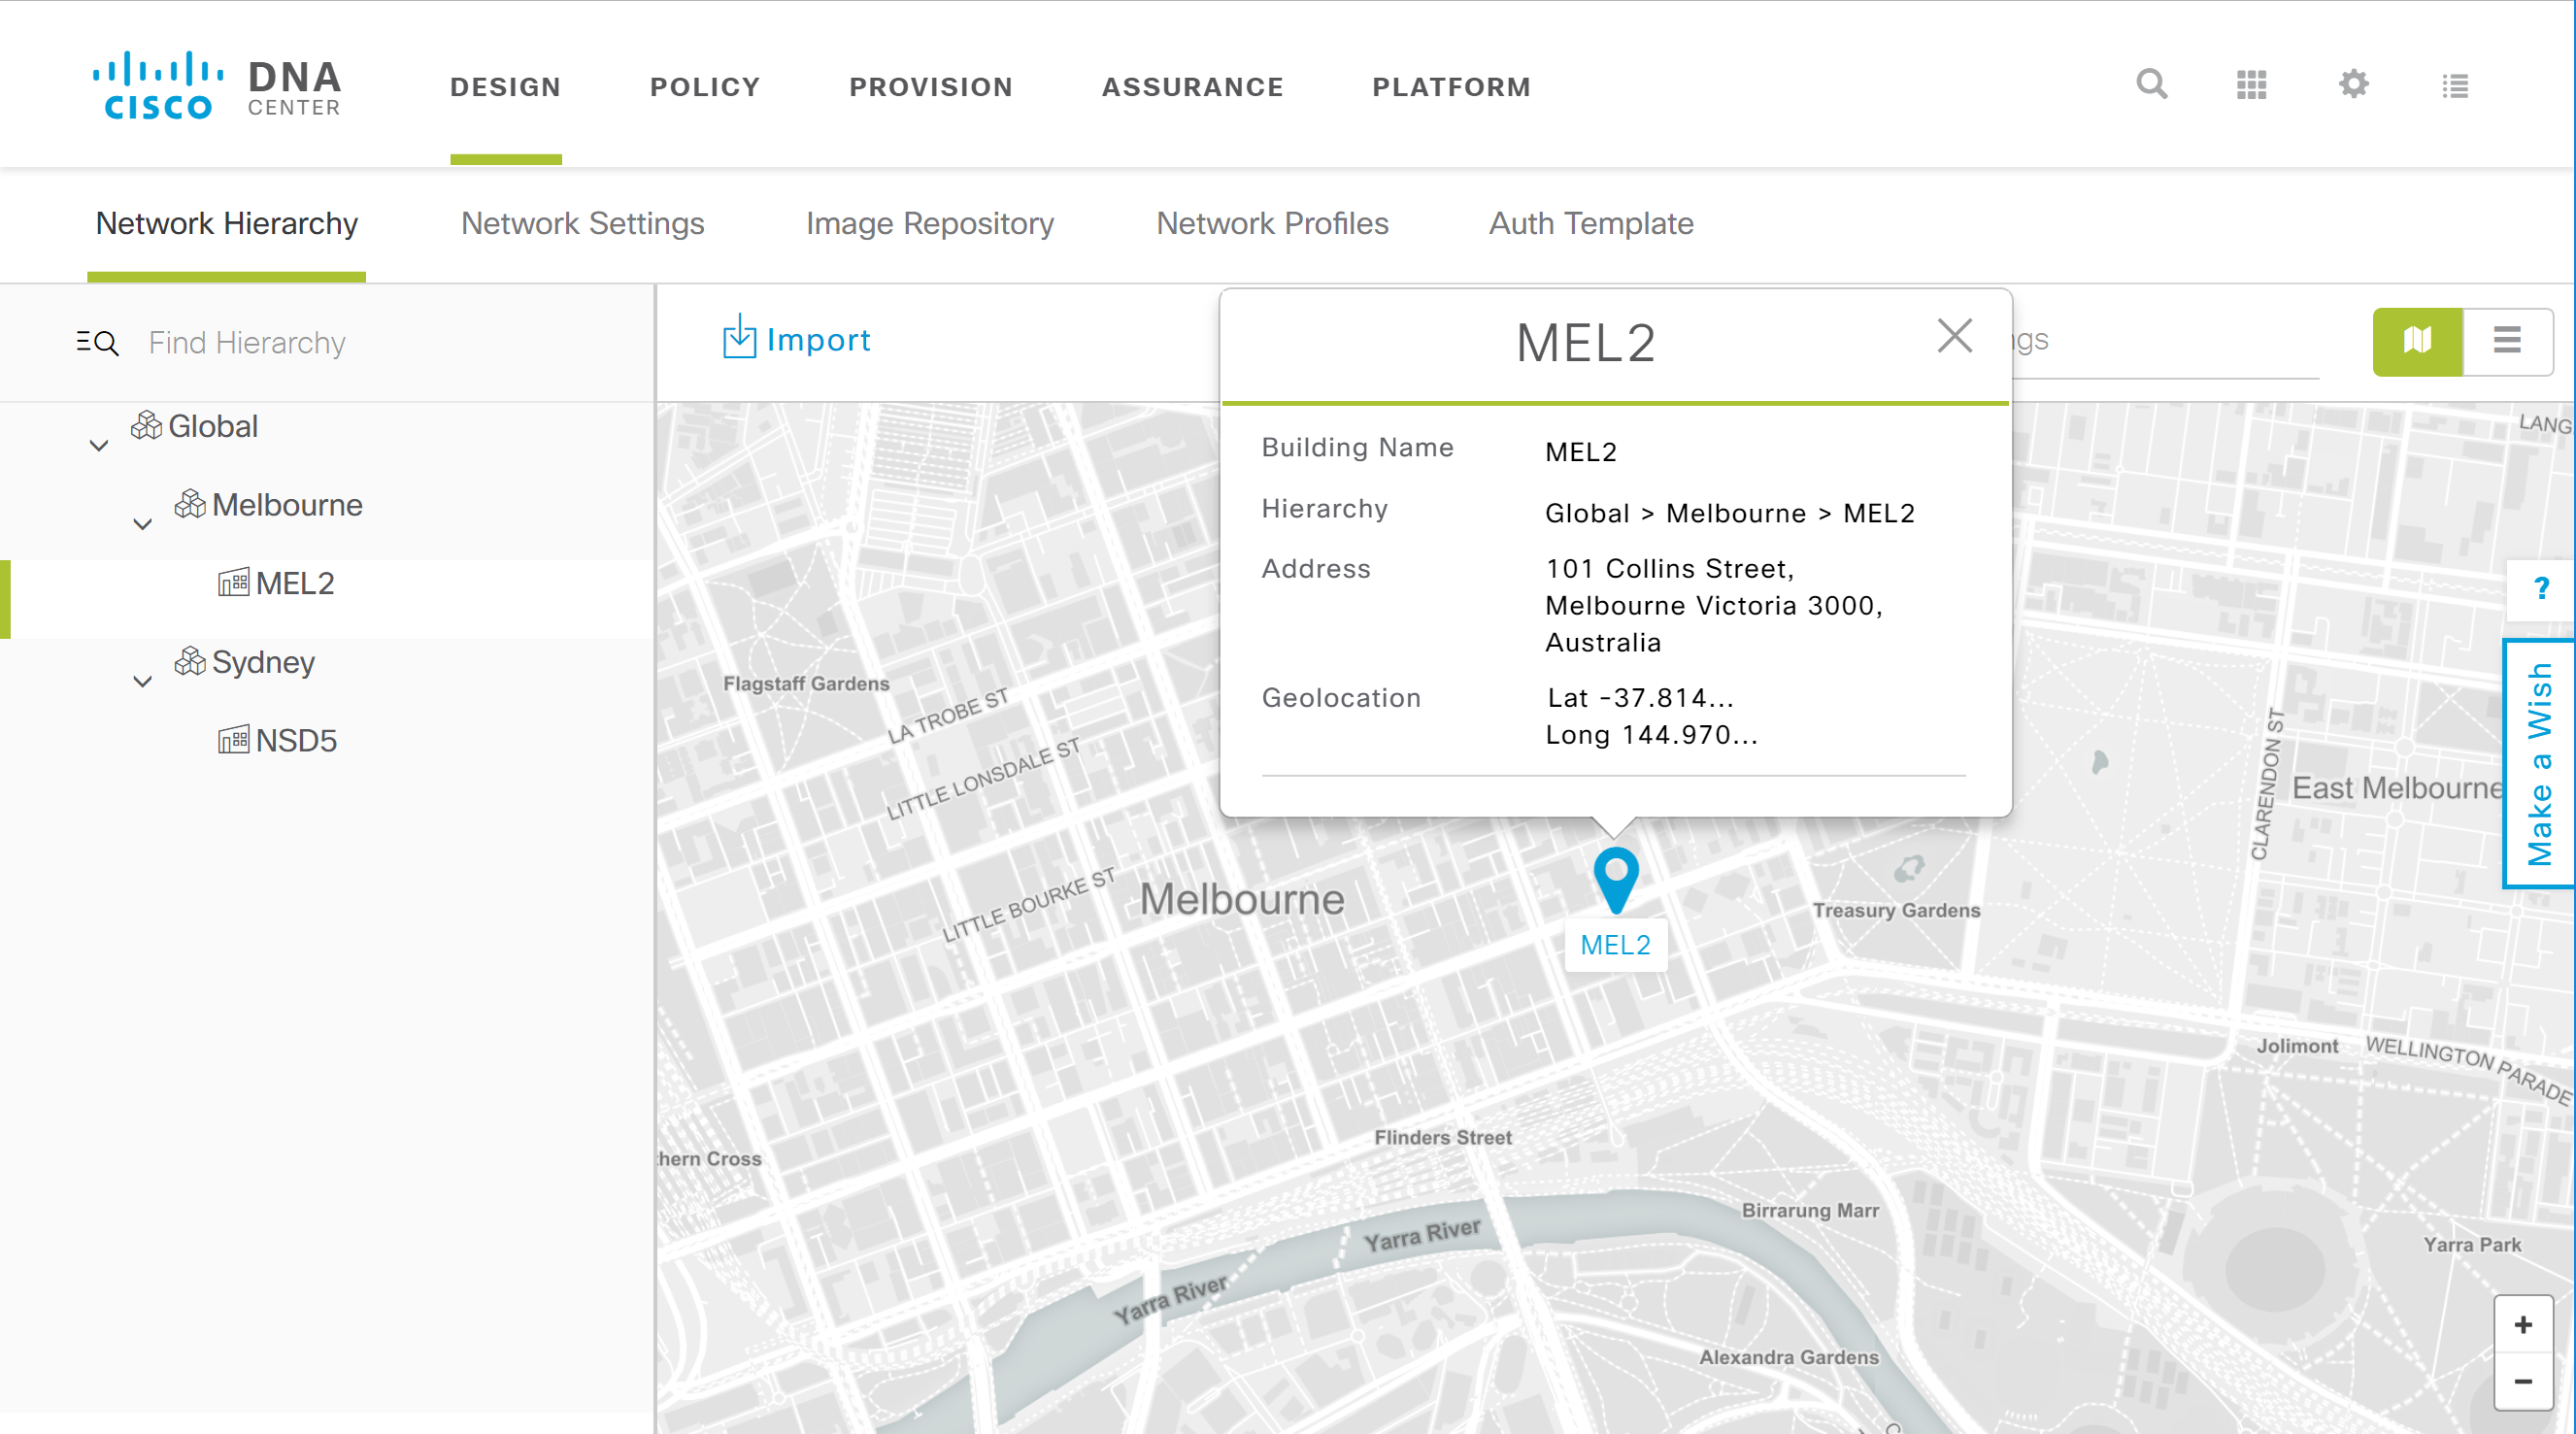 CISCO
DNA
CENTER
DESIGN
POLICY
PROVISION
ASSURANCE
PLATFORM
Network Hierarchy
Network Settings
Image Repository
Network Profiles
Auth Template
Find Hierarchy
Global
Melbourne
MEL2
Sydney
NSD5
Import
MEL2
Building Name MEL2
Hierarchy Global > Melbourne > MEL2
Address 101 Collins Street,
Melbourne Victoria 3000,
Australia
Geolocation Lat -37.814...
Long 144.970...
?
Make a Wish
Flagstaff Gardens
LA TROBE ST
LITTLE LONSDALE ST
CLARENDON ST
East Melbourne
LITTLE BOURKE ST
Melbourne
MEL2
Treasury Gardens
Jolimont
WELLINGTON PARADE
Flinders Street
hern Cross
Birrarung Marr
Yarra River
Yarra River
Yarra Park
Alexandra Gardens
+
−